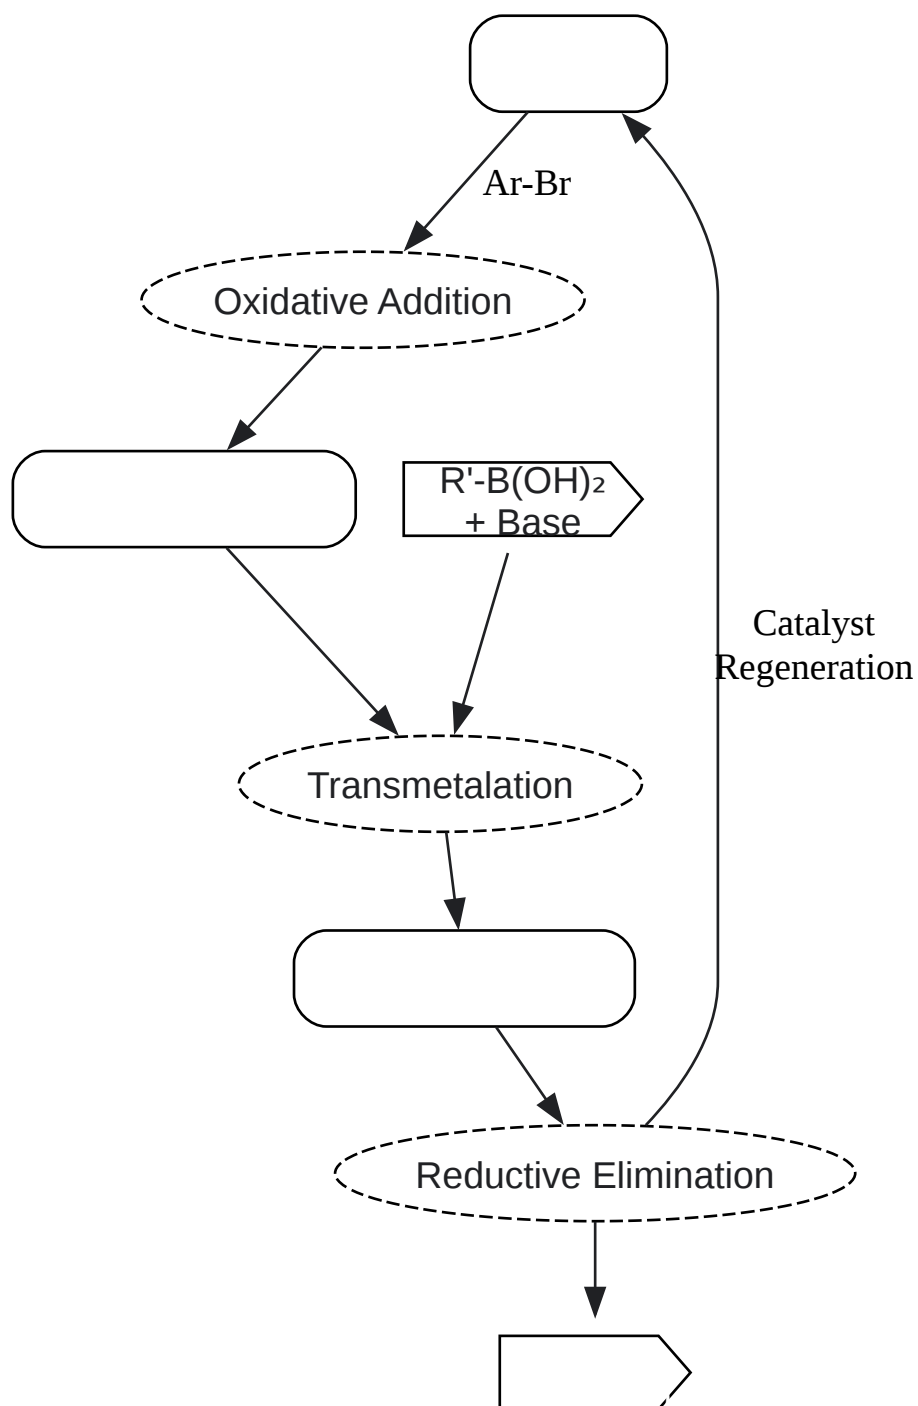 Ar-Br
Oxidative Addition
R'-B(OH)₂
+ Base
Catalyst
Regeneration
Transmetalation
Reductive Elimination